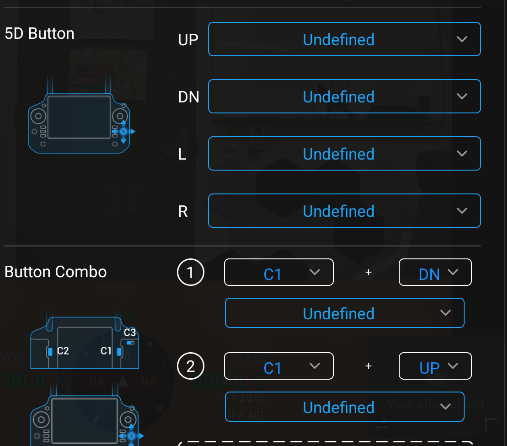 5D Button
UP Undefined
DN Undefined
L Undefined
R Undefined
Button Combo
1 C1 + DN
Undefined
C3
C2 C1
2 C1 + UP
Undefined